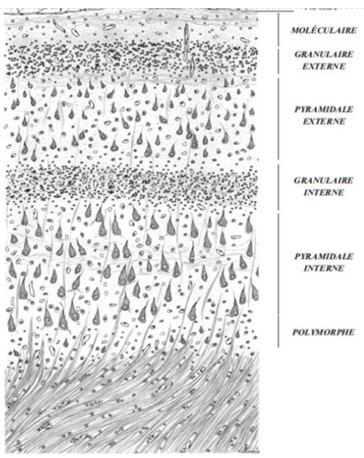 MOLÉCULAIRE
GRANULAIRE
EXTERNE
PYRAMIDALE
EXTERNE
GRANULAIRE
INTERNE
PYRAMIDALE
INTERNE
POLYMORPHE